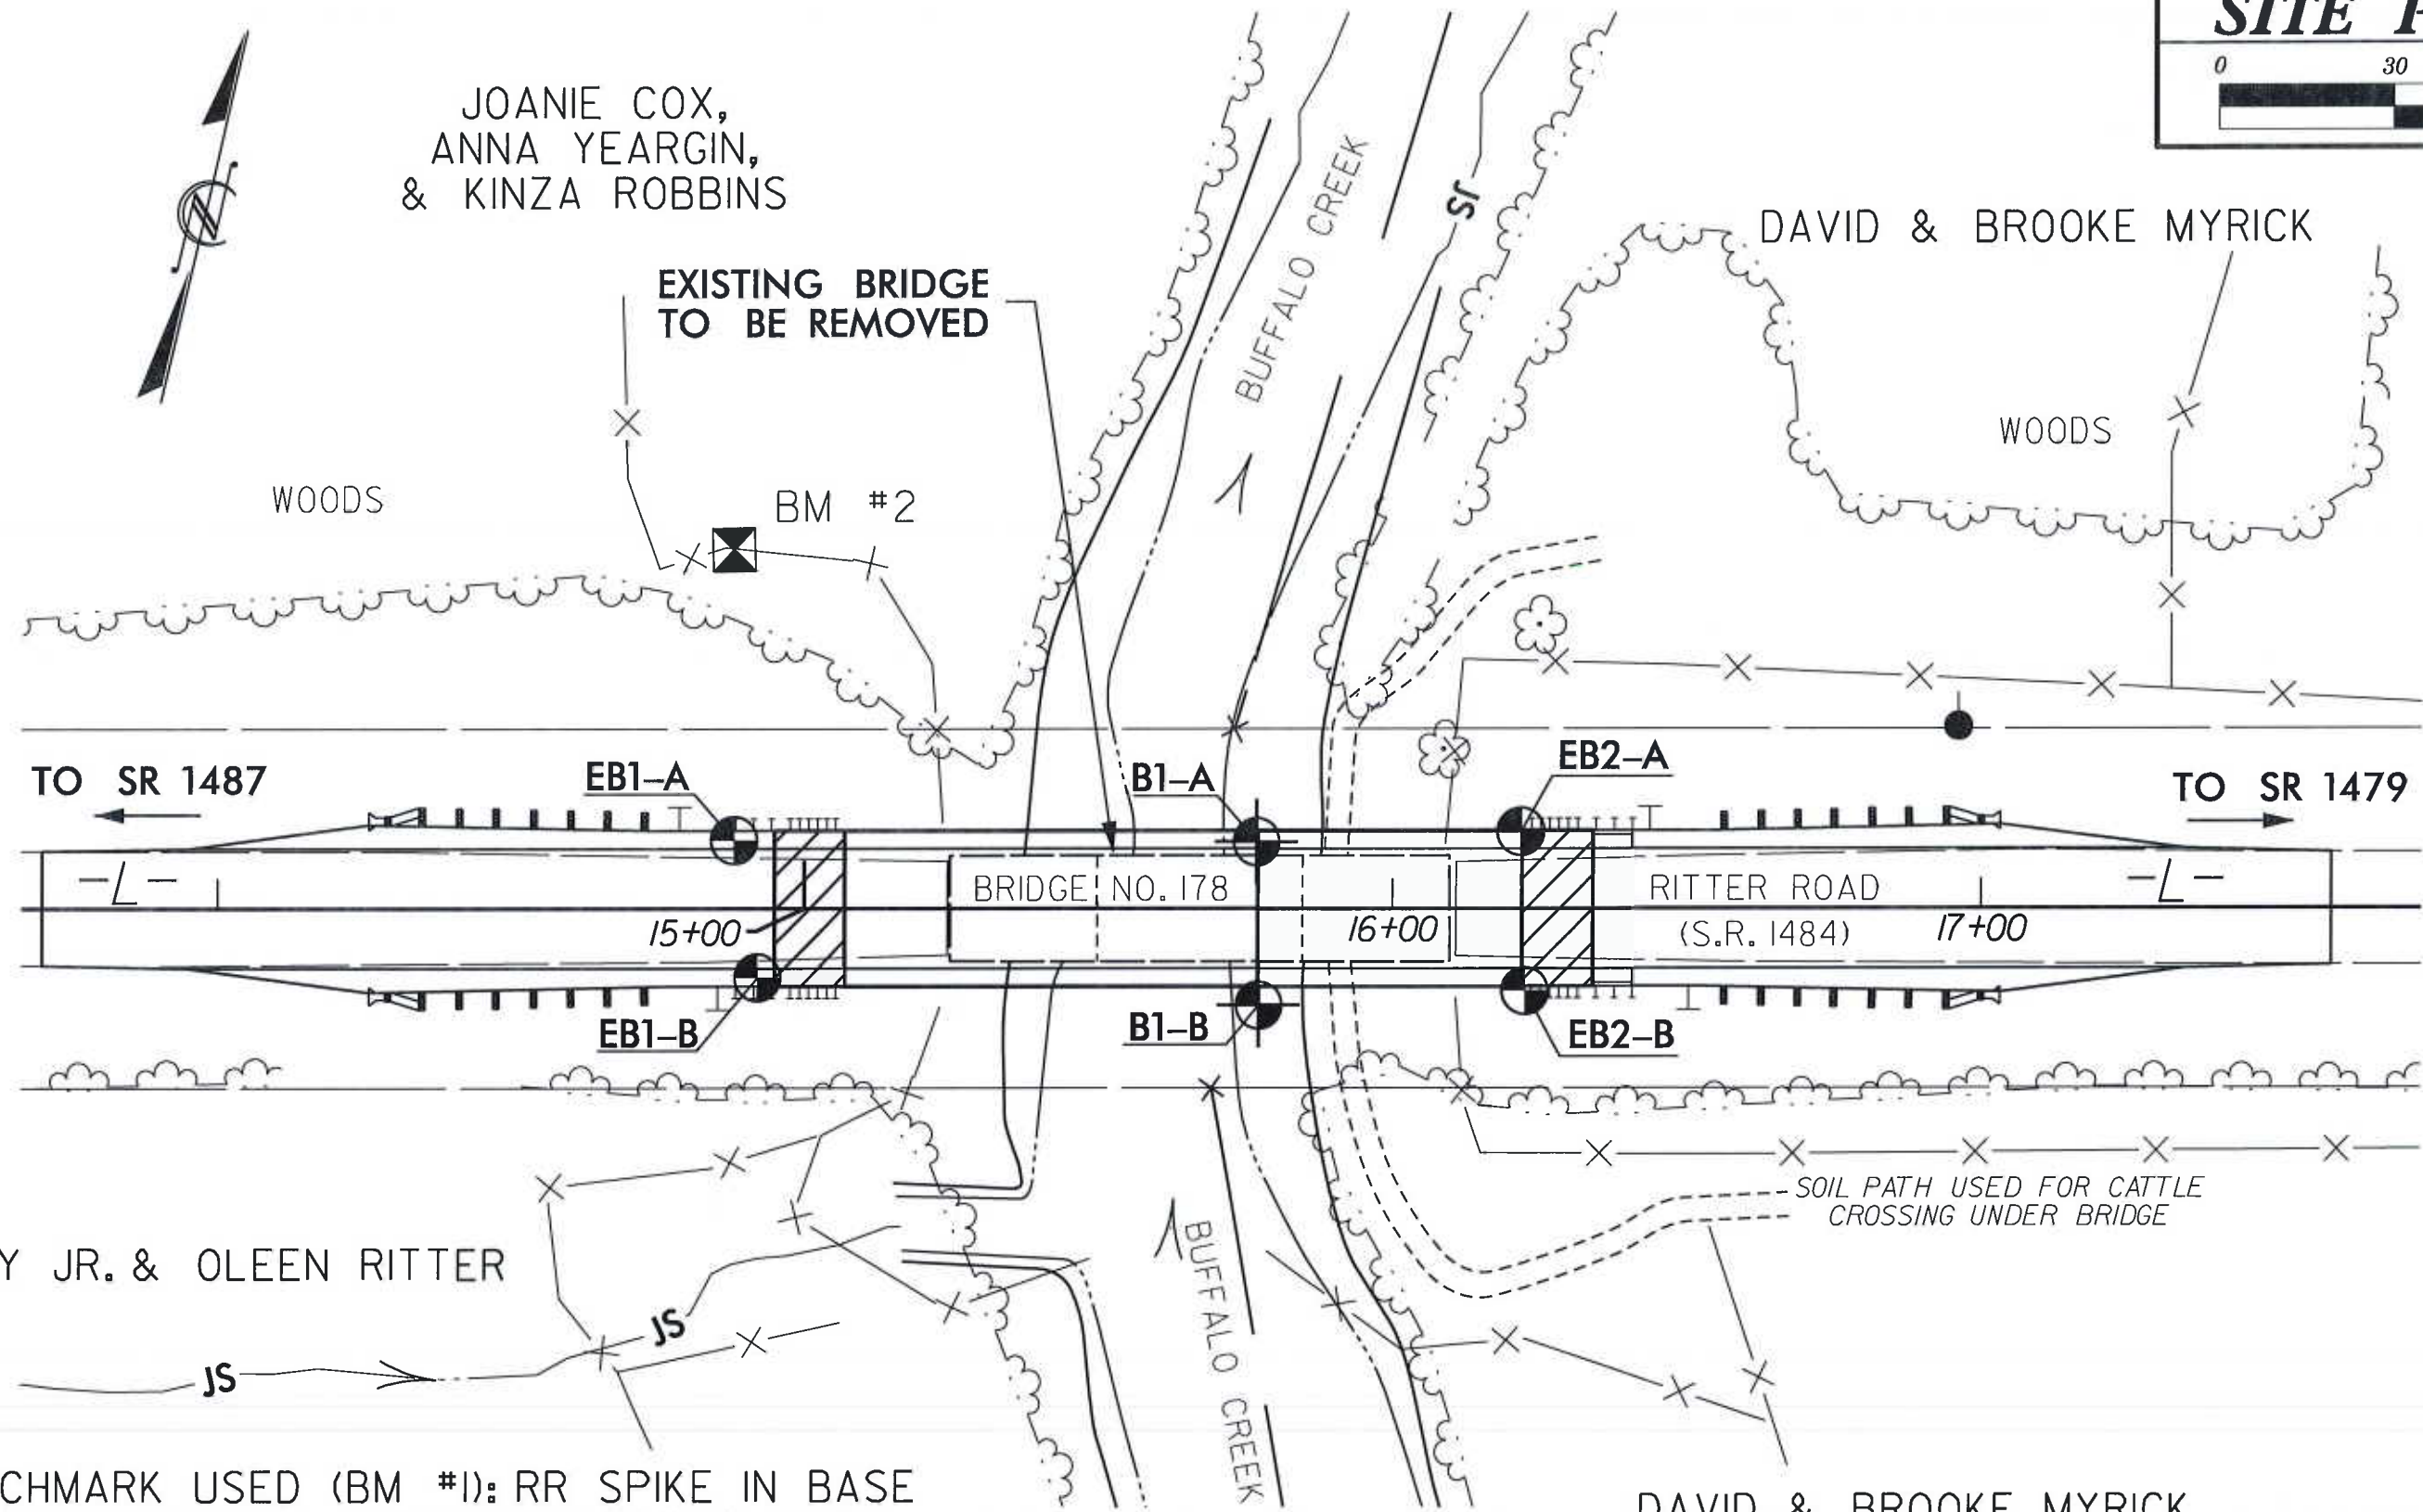 SITE
0 30
JOANIE COX,
ANNA YEARGIN,
& KINZA ROBBINS
BUFFALO CREEK
JS
DAVID & BROOKE MYRICK
EXISTING BRIDGE
TO BE REMOVED
WOODS
WOODS
BM #2
N
TO SR 1487
EB1-A
B1-A
EB2-A
TO SR 1479
-L-
BRIDGE NO. 178
RITTER ROAD
-L-
15+00
16+00
(S.R. 1484)
17+00
EB1-B
B1-B
EB2-B
SOIL PATH USED FOR CATTLE
CROSSING UNDER BRIDGE
Y JR. & OLEEN RITTER
BUFFALO CREEK
JS
JS
CHMARK USED (BM #1): RR SPIKE IN BASE
DAVID & BROOKE MYRICK